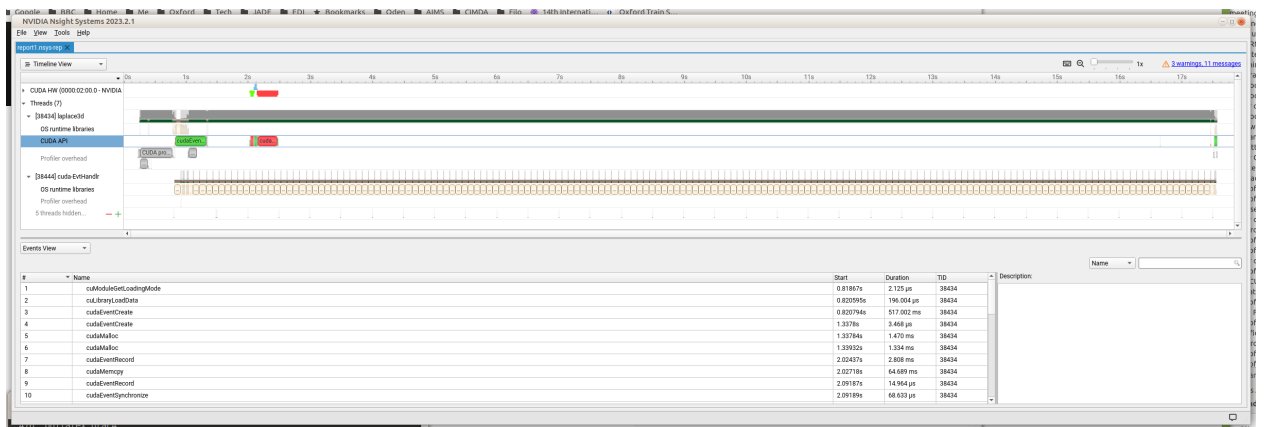 Google BBC Home Me Oxford Tech JADE EDI Bookmarks Oden AIMS CIMDA Filo 14th Internati... Oxford Train S...
NVIDIA Nsight Systems 2023.2.1
File View Tools Help
report1.nsys-rep
Timeline View
1x
3 warnings, 11 messages
0s 1s 2s 3s 4s 5s 6s 7s 8s 9s 10s 11s 12s 13s 14s 15s 16s 17s
CUDA HW (0000:02:00.0 - NVIDIA
Threads (7)
[38434] laplace3d
OS runtime libraries
CUDA API
cudaEven...
cuda...
Profiler overhead
CUDA pro...
[38444] cuda-EvtHandlr
OS runtime libraries
Profiler overhead
5 threads hidden...
Events View
Name
# Name Start Duration TID Description:
1 cuModuleGetLoadingMode 0.81867s 2.125 μs 38434
2 cuLibraryLoadData 0.820595s 196.004 μs 38434
3 cudaEventCreate 0.820794s 517.002 ms 38434
4 cudaEventCreate 1.3378s 3.468 μs 38434
5 cudaMalloc 1.33784s 1.470 ms 38434
6 cudaMalloc 1.33932s 1.334 ms 38434
7 cudaEventRecord 2.02437s 2.808 ms 38434
8 cudaMemcpy 2.02718s 64.689 ms 38434
9 cudaEventRecord 2.09187s 14.964 μs 38434
10 cudaEventSynchronize 2.09189s 68.633 μs 38434